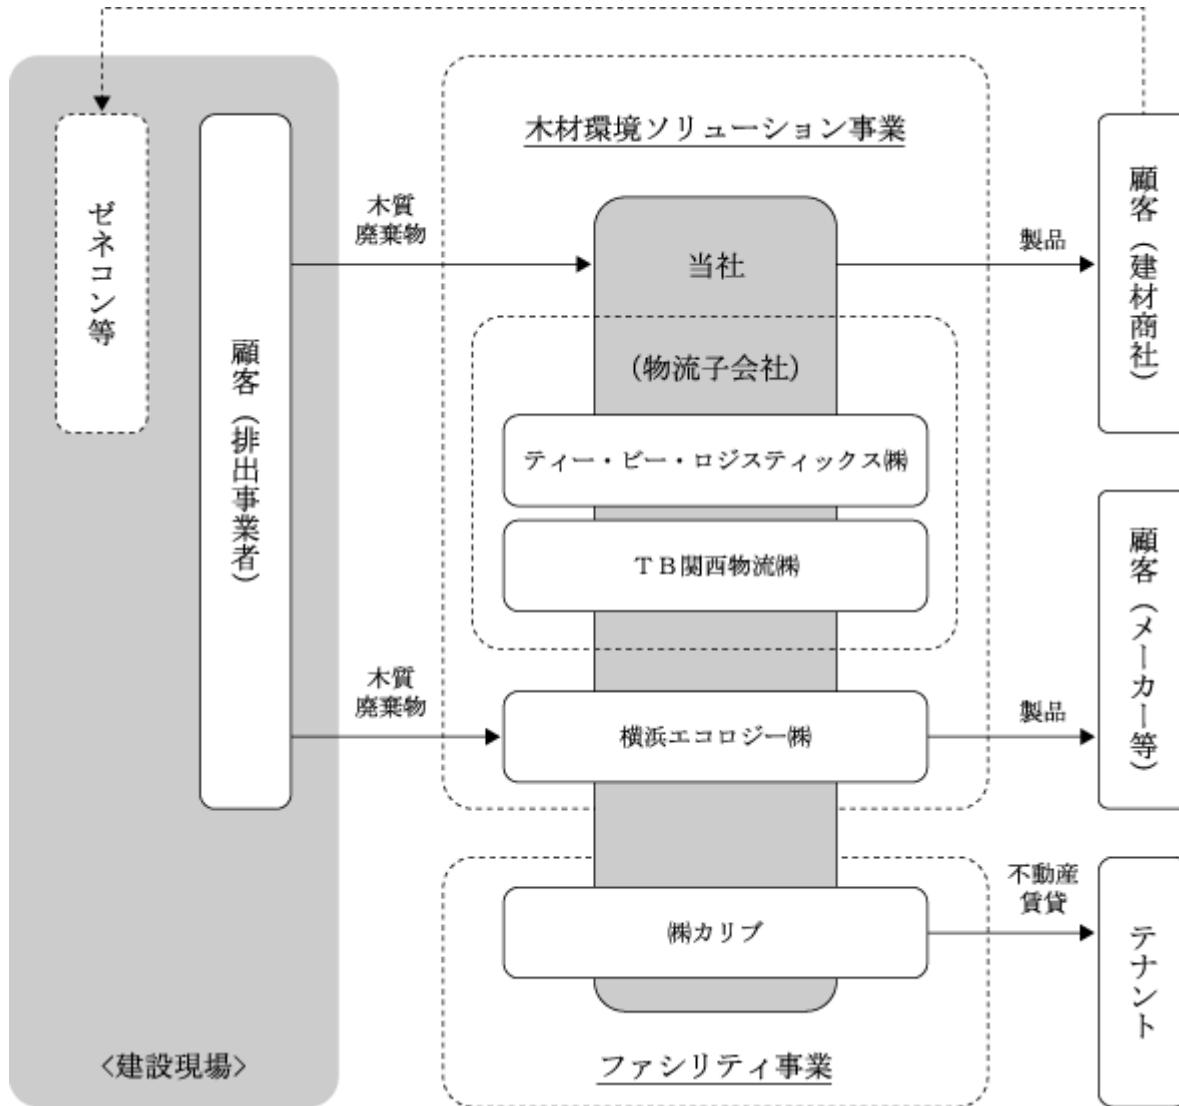 木材環境ソリューション事業
ゼネコン等
顧客（排出事業者）
木質
廃棄物
当社
製品
顧客（建材商社）
（物流子会社）
ティー・ビー・ロジスティックス㈱
ＴＢ関西物流㈱
木質
廃棄物
横浜エコロジー㈱
製品
顧客（メーカー等）
㈱カリブ
不動産
賃貸
テナント
<建設現場>
ファシリティ事業